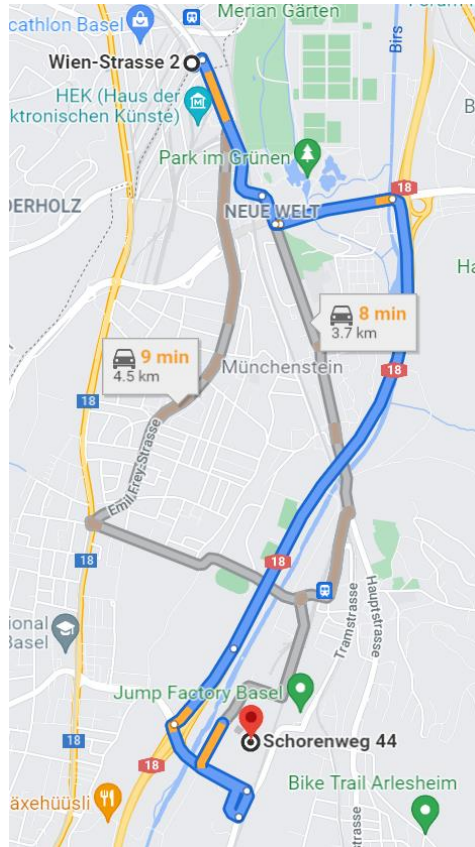 Merian Gärten
cathlon Basel
Birs
Wien-Strasse 2
HEK (Haus der
ktronischen Künste)
Park im Grünen
18
DERHOLZ
NEUE WELT
Ha
8 min
3.7 km
9 min
4.5 km
Münchenstein
18
18
Emil Frey-Strasse
18
18
Tramstrasse
Hauptstrasse
ional
Basel
Jump Factory Basel
Schorenweg 44
18
Bike Trail Arlesheim
äxehüüsli
strasse